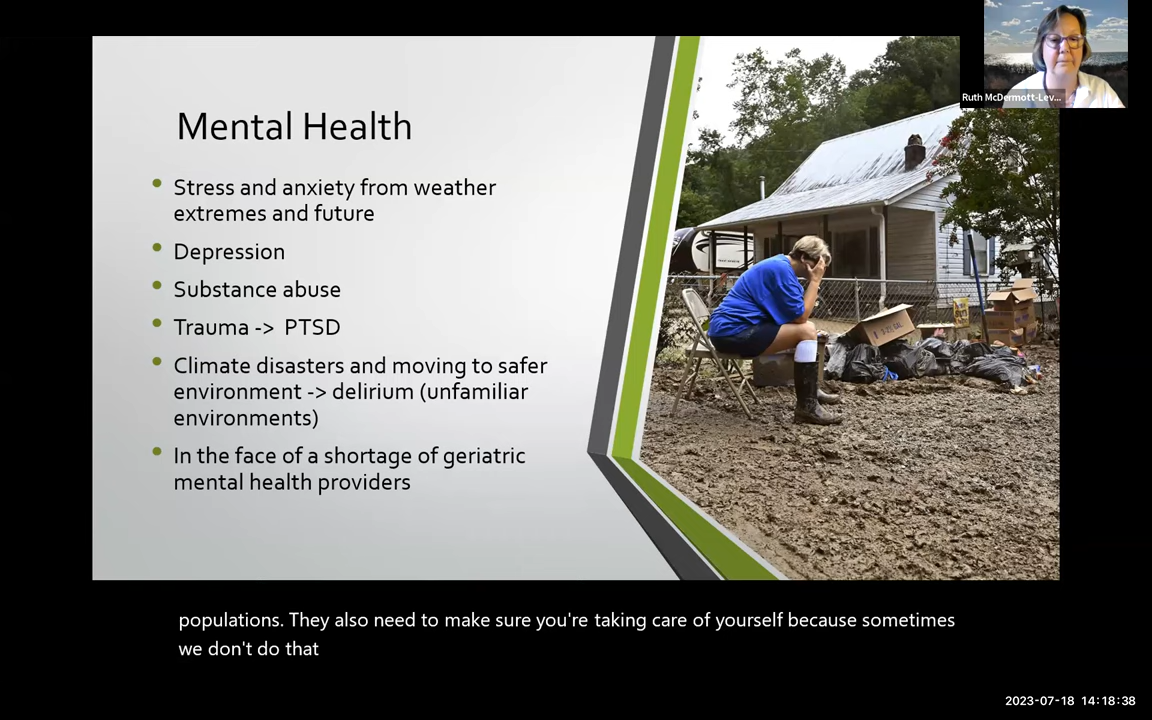 Ruth McDermott-Lev...
Mental Health
• Stress and anxiety from weather
extremes and future
• Depression
• Substance abuse
• Trauma -> PTSD
• Climate disasters and moving to safer
environment -> delirium (unfamiliar
environments)
• In the face of a shortage of geriatric
mental health providers
populations. They also need to make sure you're taking care of yourself because sometimes
we don't do that
2023-07-18 14:18:38